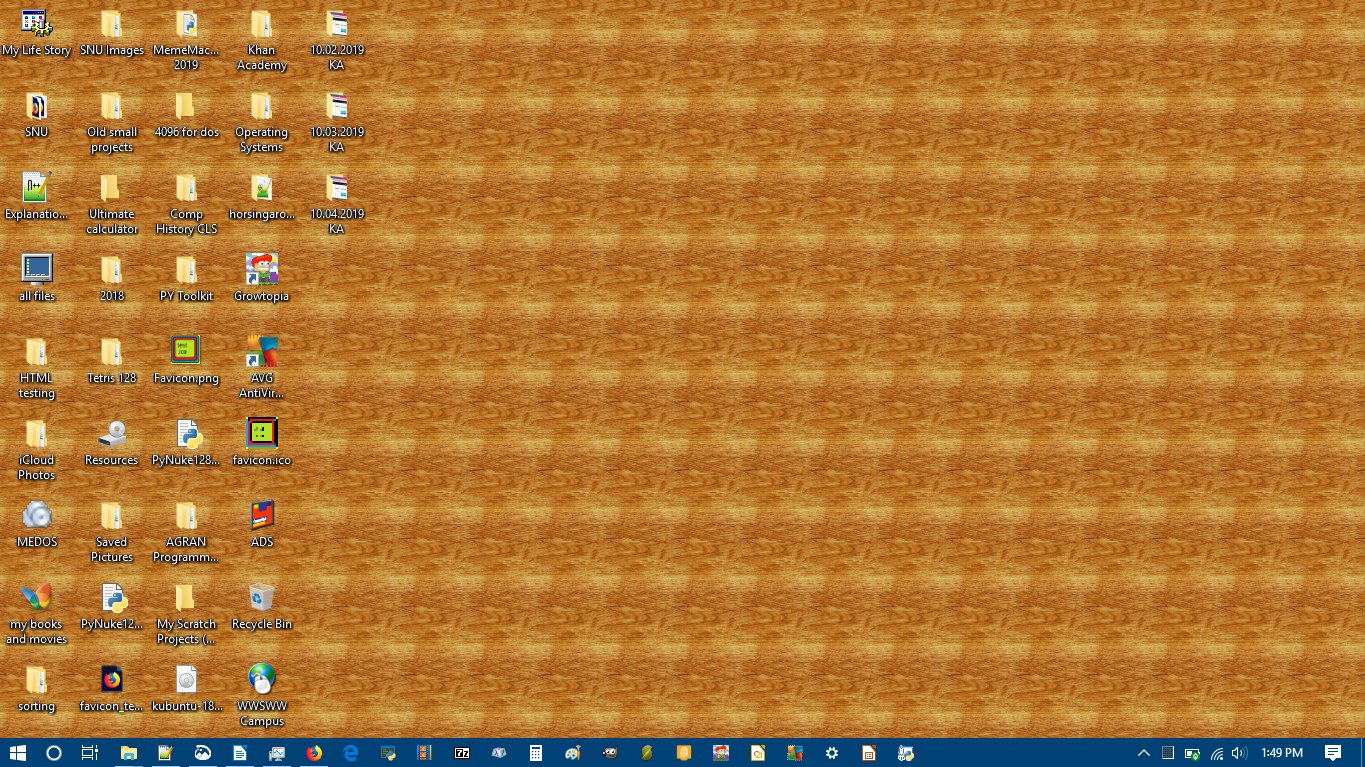 My Life Story
SNU Images
MemeMac...
2019
Khan
Academy
10.02.2019
KA
SNU
Old small
projects
4096 for dos
Operating
Systems
10.03.2019
KA
Explanatio...
Ultimate
calculator
Comp
History CLS
horsingaro...
10.04.2019
KA
all files
2018
PY Toolkit
Growtopia
HTML
testing
Tetris 128
Favicon.png
AVG
AntiVir...
iCloud
Photos
Resources
PyNuke128...
favicon.ico
MEDOS
Saved
Pictures
AGRAN
Programm...
ADS
my books
and movies
PyNuke12...
My Scratch
Projects (...
Recycle Bin
sorting
favicon_te...
kubuntu-18...
WWSWW
Campus
1:49 PM